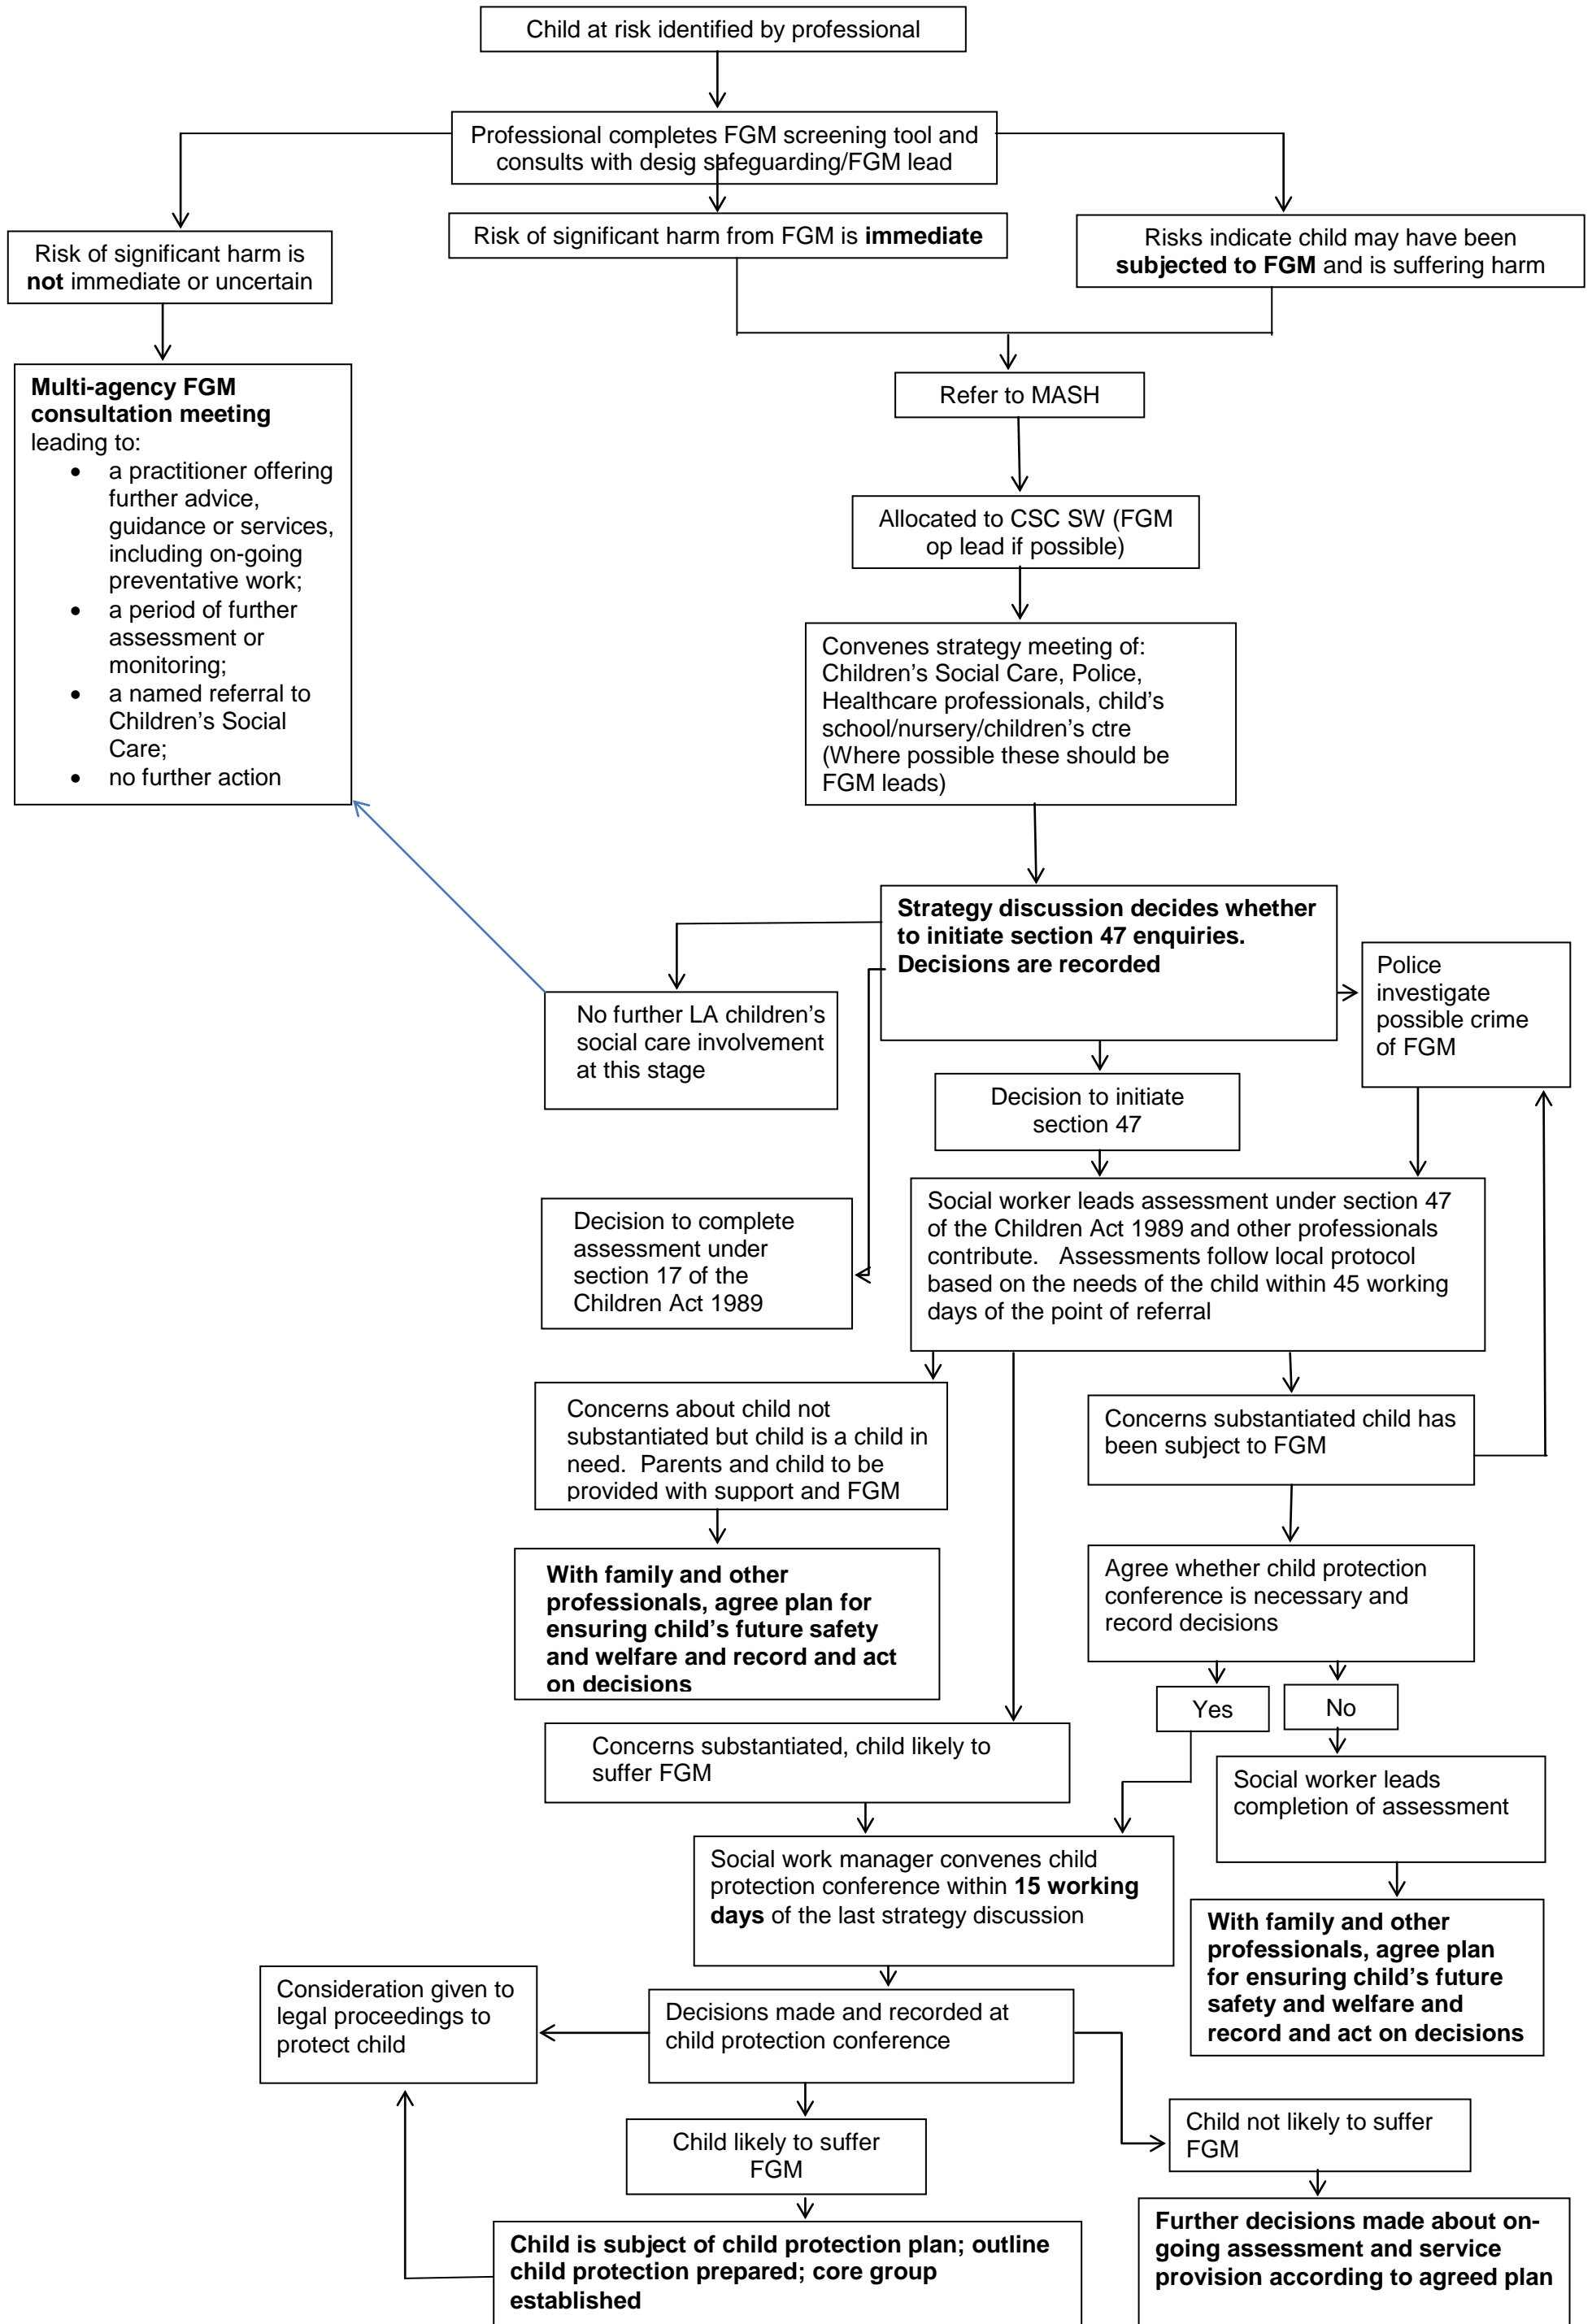 Child at risk identified by professional
Professional completes FGM screening tool and
consults with desig safeguarding/FGM lead
Risk of significant harm is
not immediate or uncertain
Risk of significant harm from FGM is immediate
Risks indicate child may have been
subjected to FGM and is suffering harm
Multi-agency FGM
consultation meeting
leading to:
• a practitioner offering
further advice,
guidance or services,
including on-going
preventative work;
• a period of further
assessment or
monitoring;
• a named referral to
Children's Social
Care;
• no further action
Refer to MASH
Allocated to CSC SW (FGM
op lead if possible)
Convenes strategy meeting of:
Children's Social Care, Police,
Healthcare professionals, child's
school/nursery/children's ctre
(Where possible these should be
FGM leads)
Strategy discussion decides whether
to initiate section 47 enquiries.
Decisions are recorded
Police
investigate
possible crime
of FGM
No further LA children's
social care involvement
at this stage
Decision to initiate
section 47
Decision to complete
assessment under
section 17 of the
Children Act 1989
Social worker leads assessment under section 47
of the Children Act 1989 and other professionals
contribute. Assessments follow local protocol
based on the needs of the child within 45 working
days of the point of referral
Concerns about child not
substantiated but child is a child in
need. Parents and child to be
provided with support and FGM
Concerns substantiated child has
been subject to FGM
With family and other
professionals, agree plan for
ensuring child's future safety
and welfare and record and act
on decisions
Agree whether child protection
conference is necessary and
record decisions
Yes
No
Concerns substantiated, child likely to
suffer FGM
Social worker leads
completion of assessment
Social work manager convenes child
protection conference within 15 working
days of the last strategy discussion
With family and other
professionals, agree plan
for ensuring child's future
safety and welfare and
record and act on decisions
Consideration given to
legal proceedings to
protect child
Decisions made and recorded at
child protection conference
Child likely to suffer
FGM
Child not likely to suffer
FGM
Child is subject of child protection plan; outline
child protection prepared; core group
established
Further decisions made about on-
going assessment and service
provision according to agreed plan